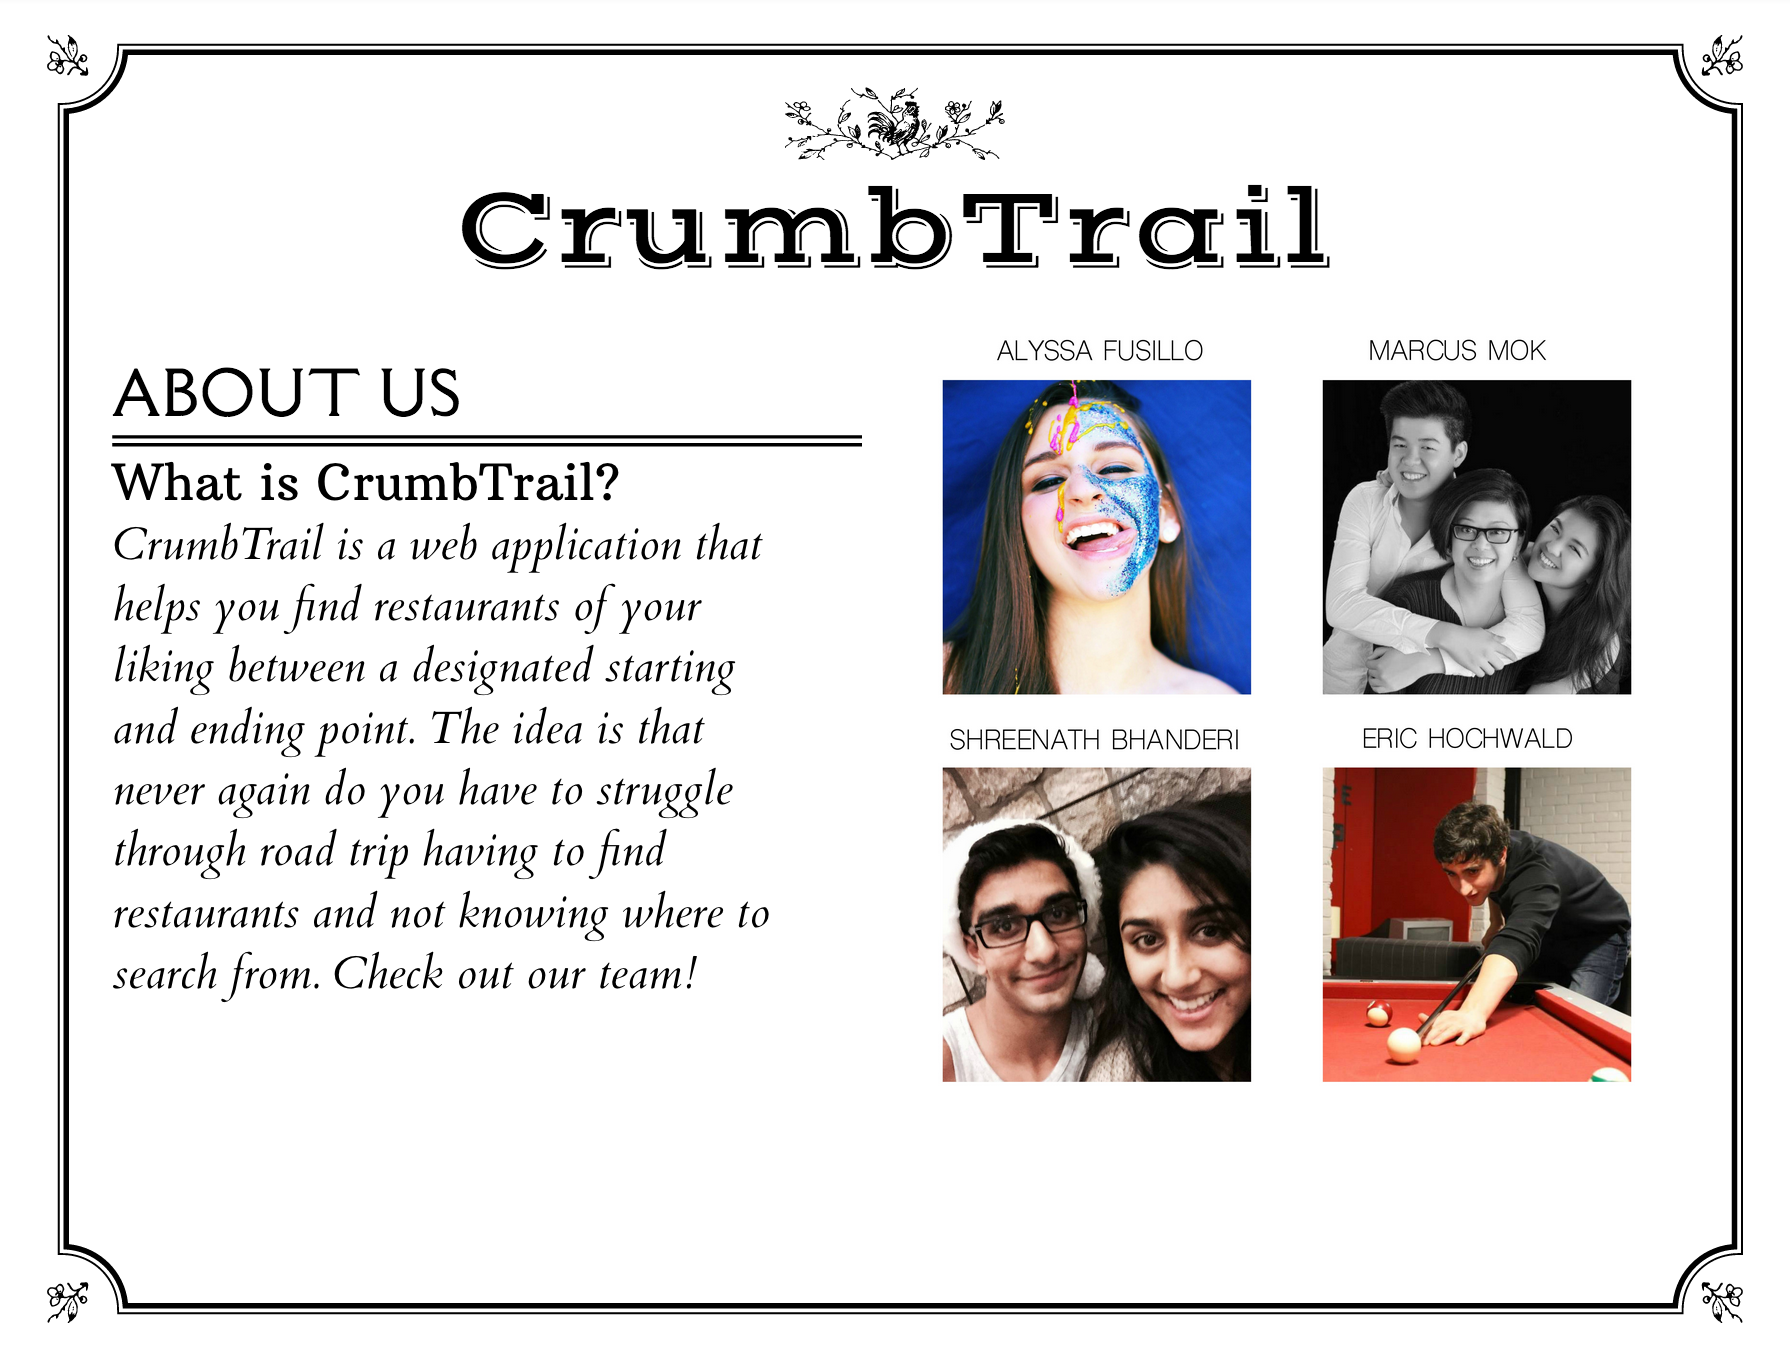 CrumbTrail
ABOUT US
What is CrumbTrail?
CrumbTrail is a web application that
helps you find restaurants of your
liking between a designated starting
and ending point. The idea is that
never again do you have to struggle
through road trip having to find
restaurants and not knowing where to
search from. Check out our team!
ALYSSA FUSILLO
MARCUS MOK
SHREENATH BHANDERI
ERIC HOCHWALD